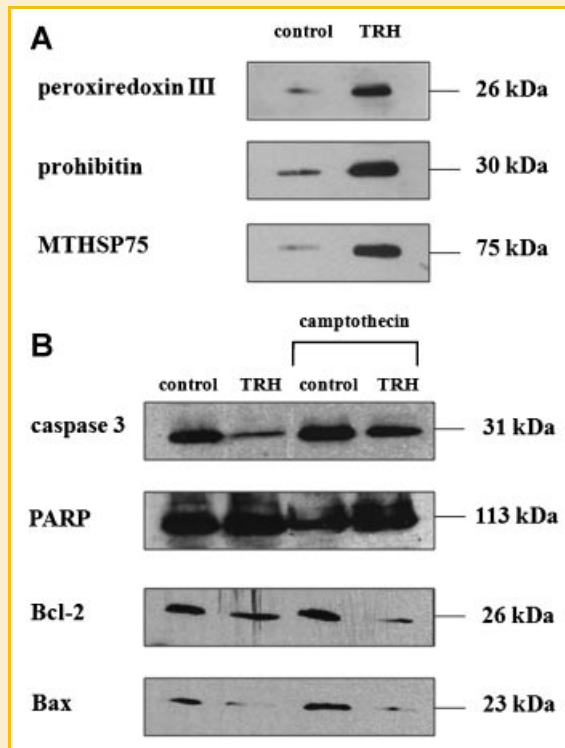 A
control TRH
peroxiredoxin III 26 kDa
prohibitin 30 kDa
MTHSP75 75 kDa
camptothecin
B
control TRH control TRH
caspase 3 31 kDa
PARP 113 kDa
Bcl-2 26 kDa
Bax 23 kDa